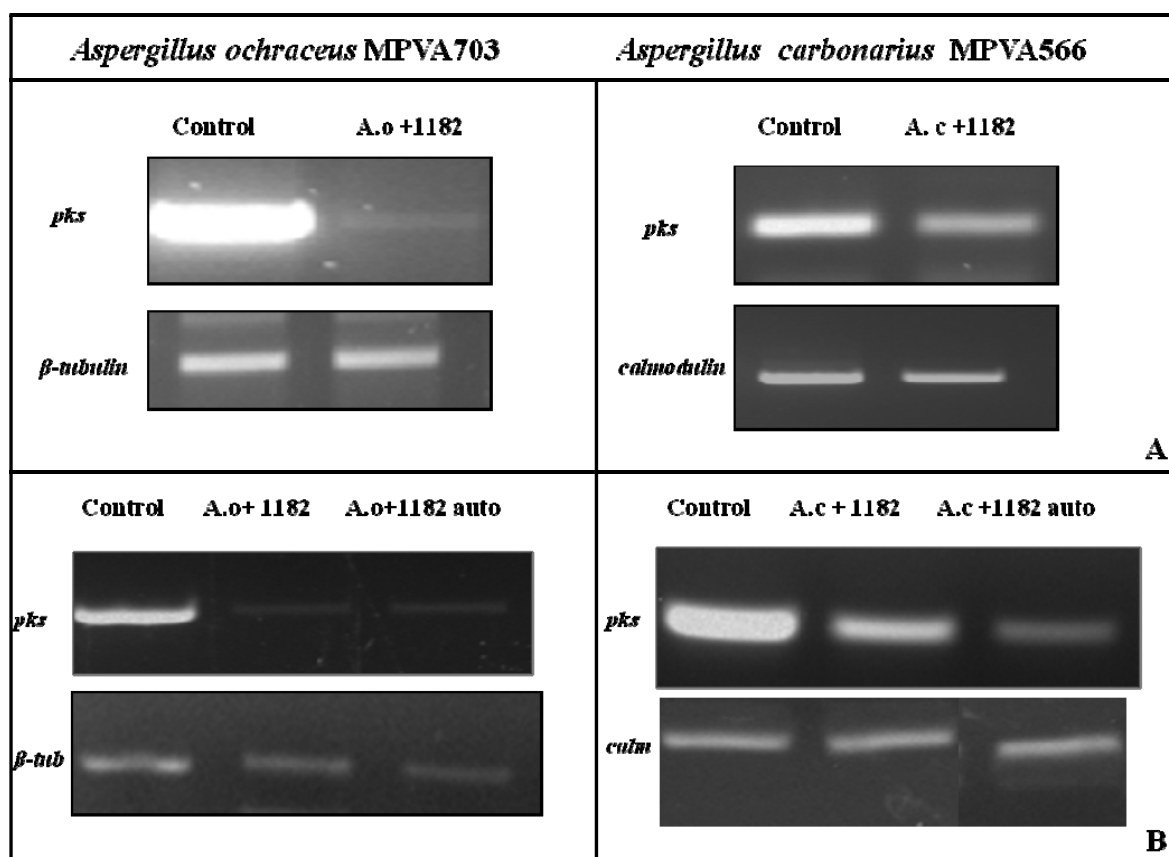 Aspergillus ochraceus MPVA703
Aspergillus carbonarius MPVA566
Control A.o +1182
pks
β-tubulin
Control A. c +1182
pks
calmodulin
A
Control A.o+ 1182 A.o+1182 auto
pks
β-tub
Control A.c + 1182 A.c +1182 auto
pks
calm
B